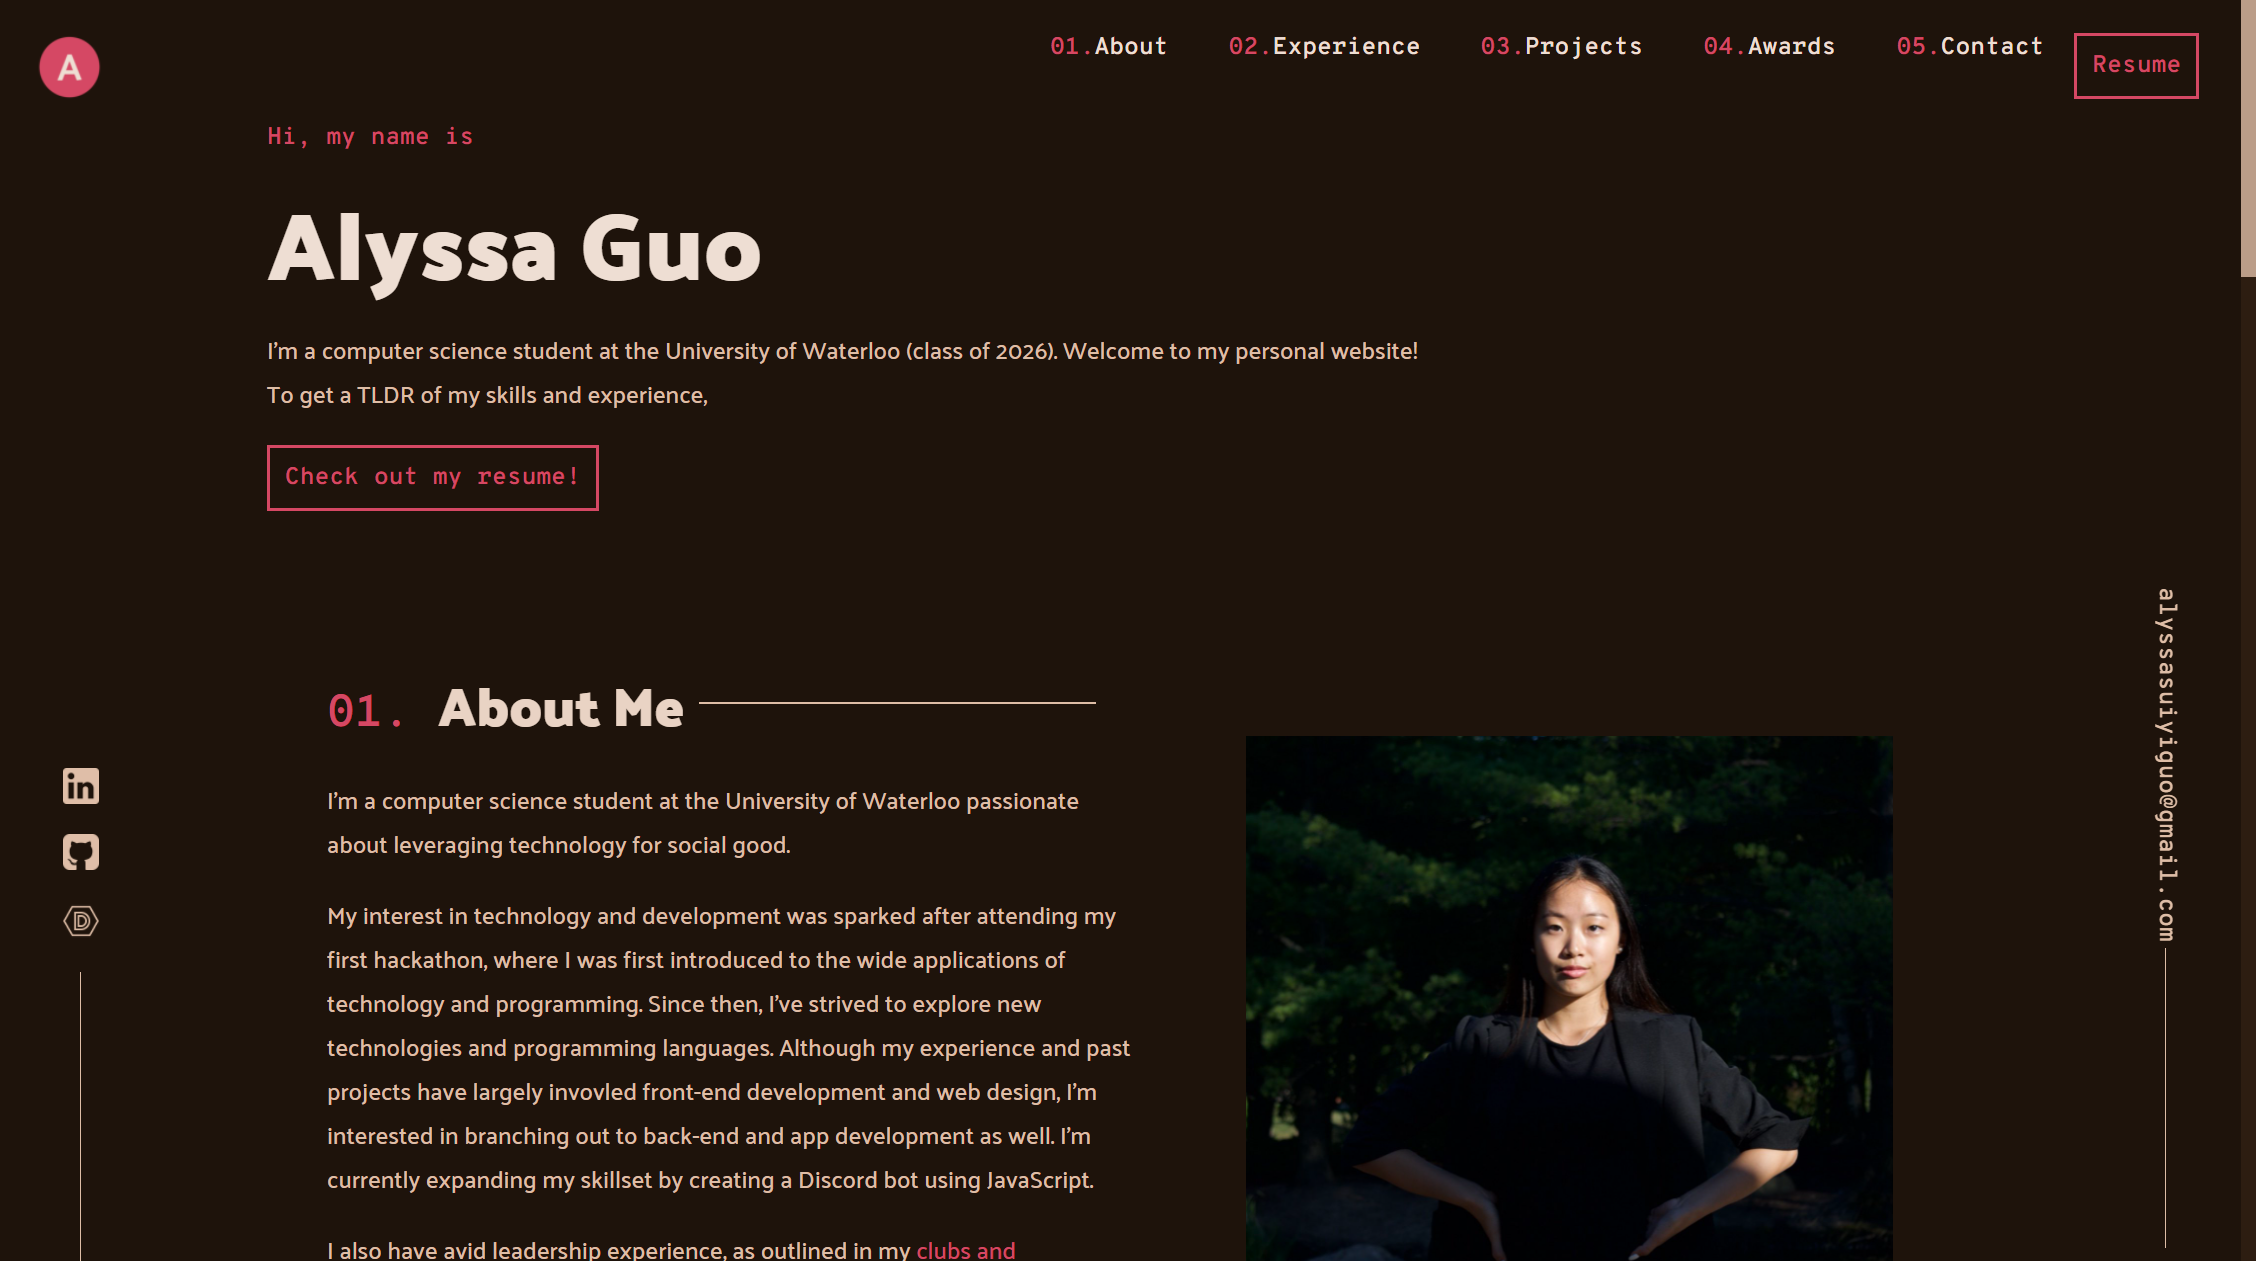 A
01.About 02.Experience 03.Projects 04.Awards 05.Contact Resume
Hi, my name is
Alyssa Guo
I'm a computer science student at the University of Waterloo (class of 2026). Welcome to my personal website!
To get a TLDR of my skills and experience,
Check out my resume!
01. About Me
I'm a computer science student at the University of Waterloo passionate
about leveraging technology for social good.
My interest in technology and development was sparked after attending my
first hackathon, where I was first introduced to the wide applications of
technology and programming. Since then, I've strived to explore new
technologies and programming languages. Although my experience and past
projects have largely invovled front-end development and web design, I'm
interested in branching out to back-end and app development as well. I'm
currently expanding my skillset by creating a Discord bot using JavaScript.
I also have avid leadership experience, as outlined in my clubs and
in
D
alyssasuiyiguo@gmail.com